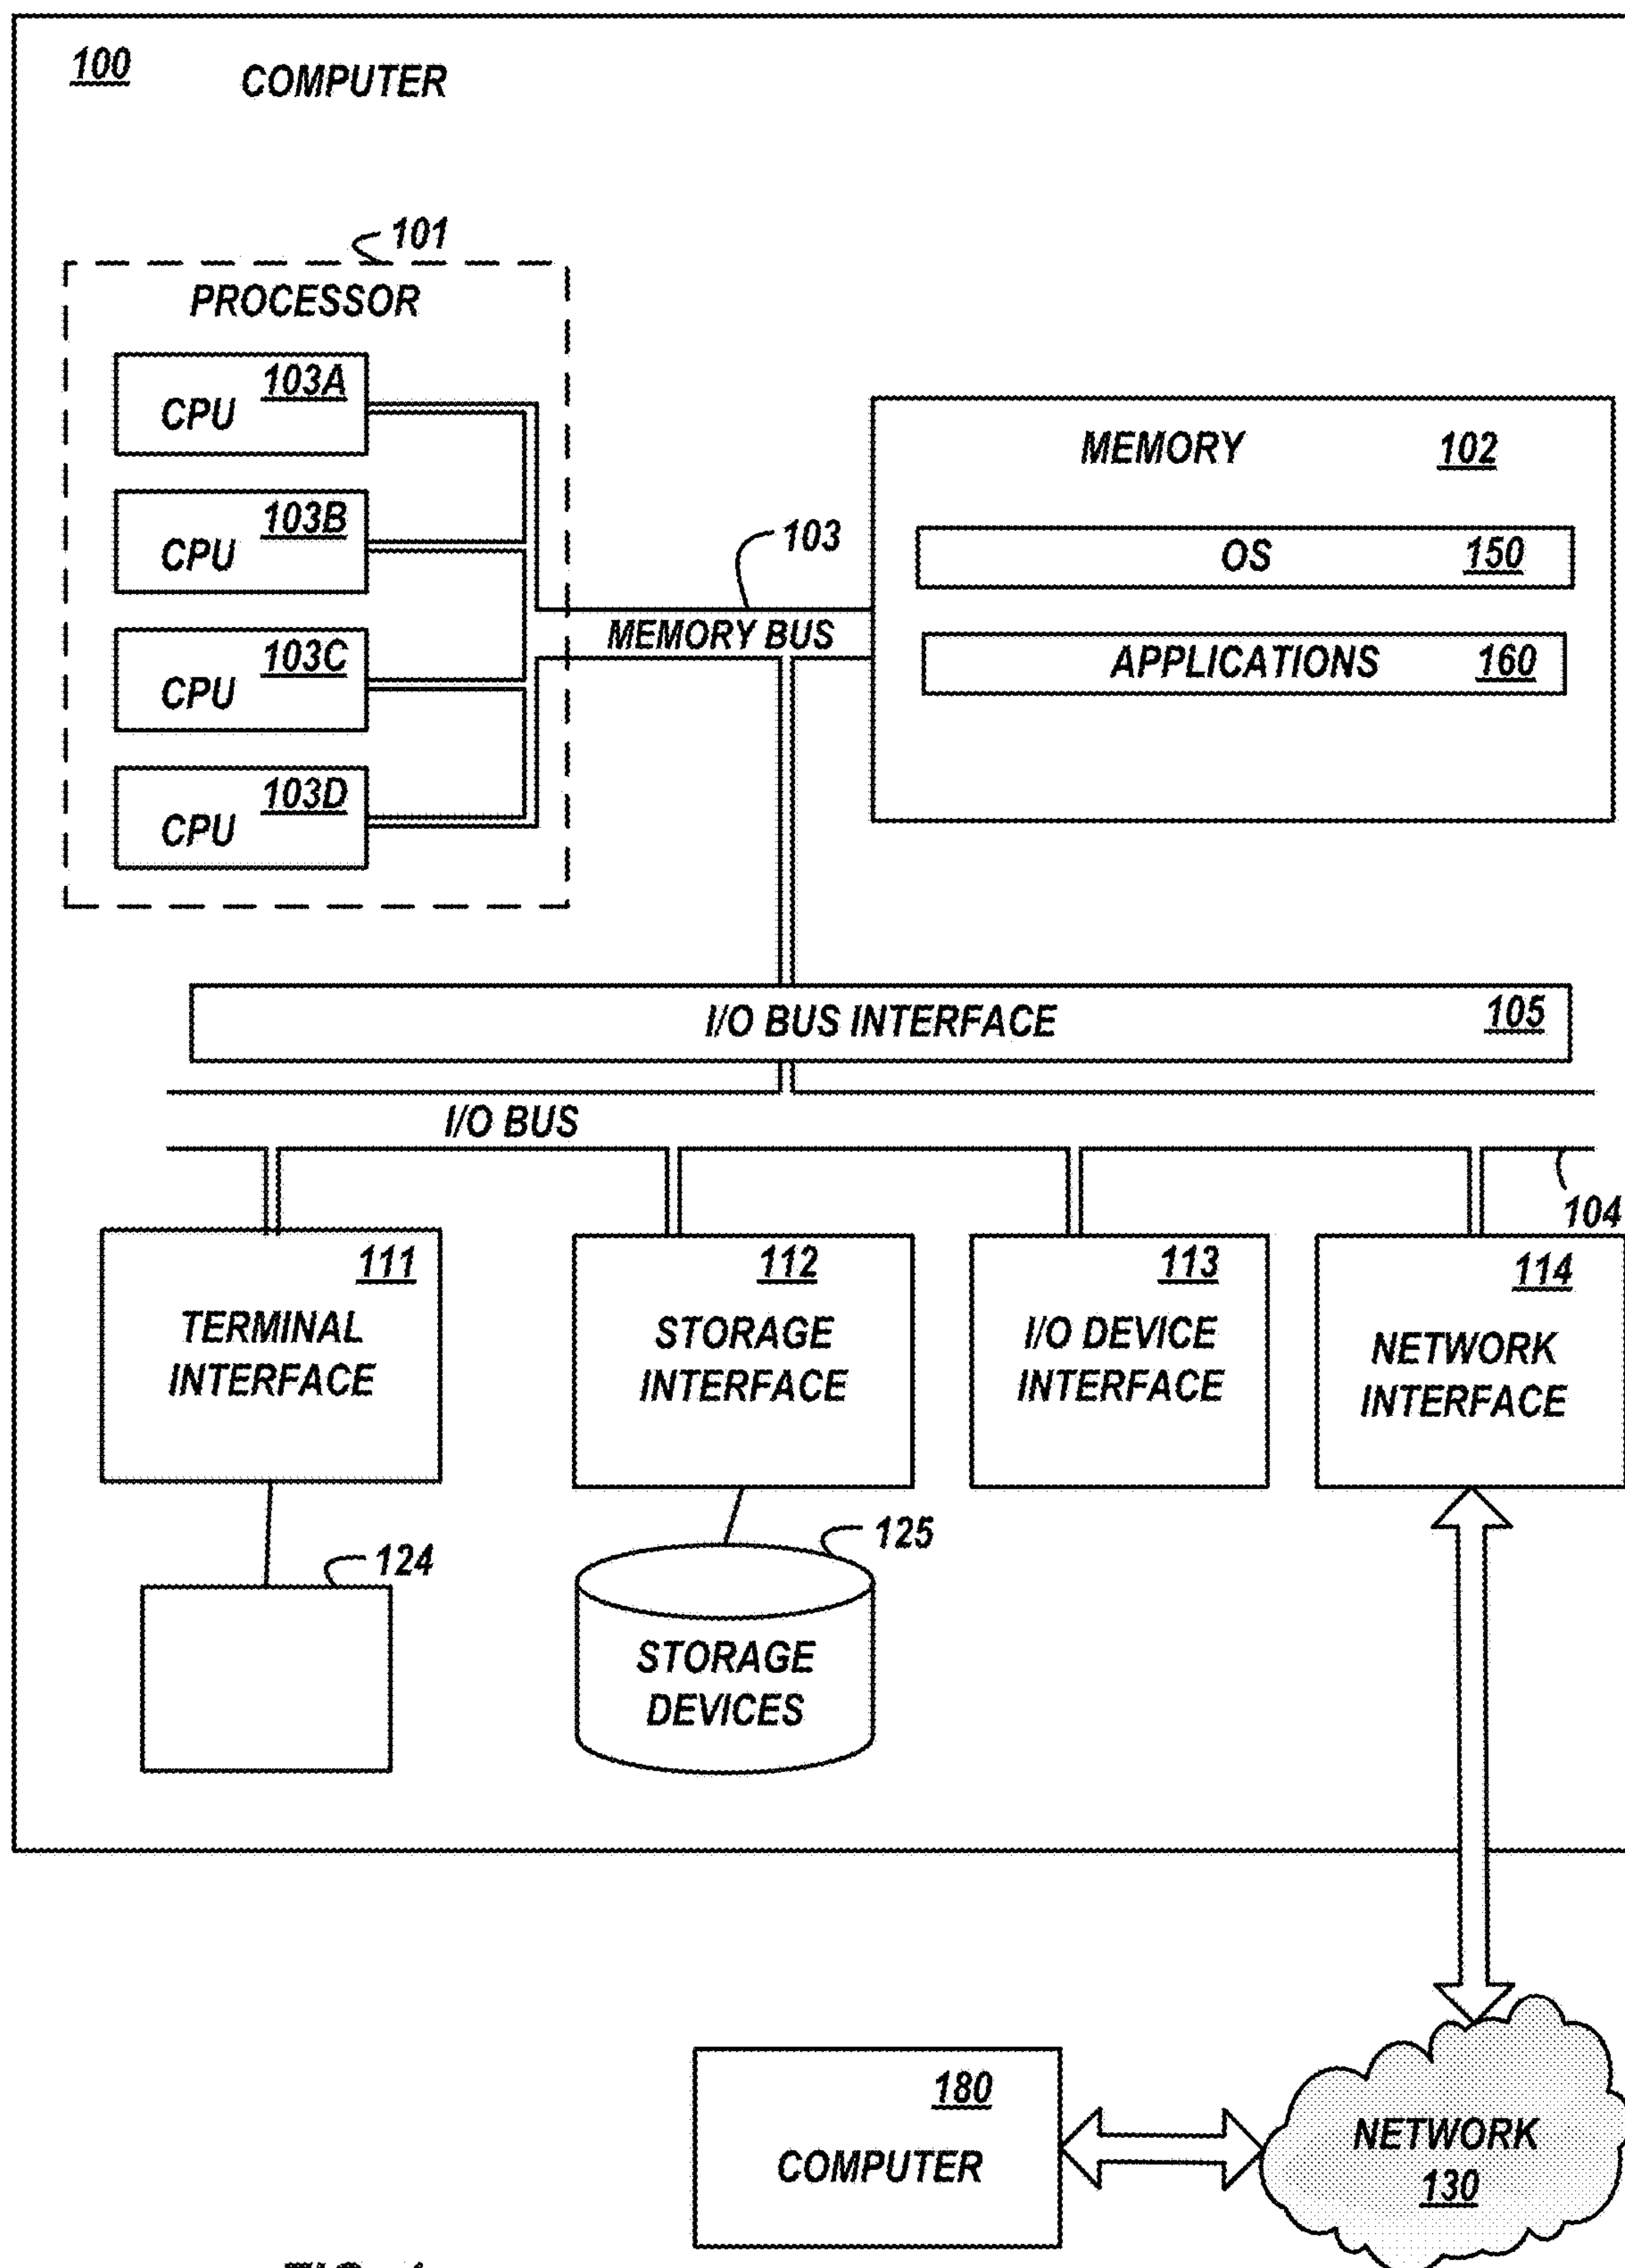 100 COMPUTER
101
PROCESSOR
103A
CPU
103B
CPU
103C
CPU
103D
CPU
103
MEMORY BUS
MEMORY 102
OS 150
APPLICATIONS 160
I/O BUS INTERFACE 105
I/O BUS
104
111
TERMINAL
INTERFACE
112
STORAGE
INTERFACE
113
I/O DEVICE
INTERFACE
114
NETWORK
INTERFACE
124
125
STORAGE
DEVICES
180
COMPUTER
NETWORK
130